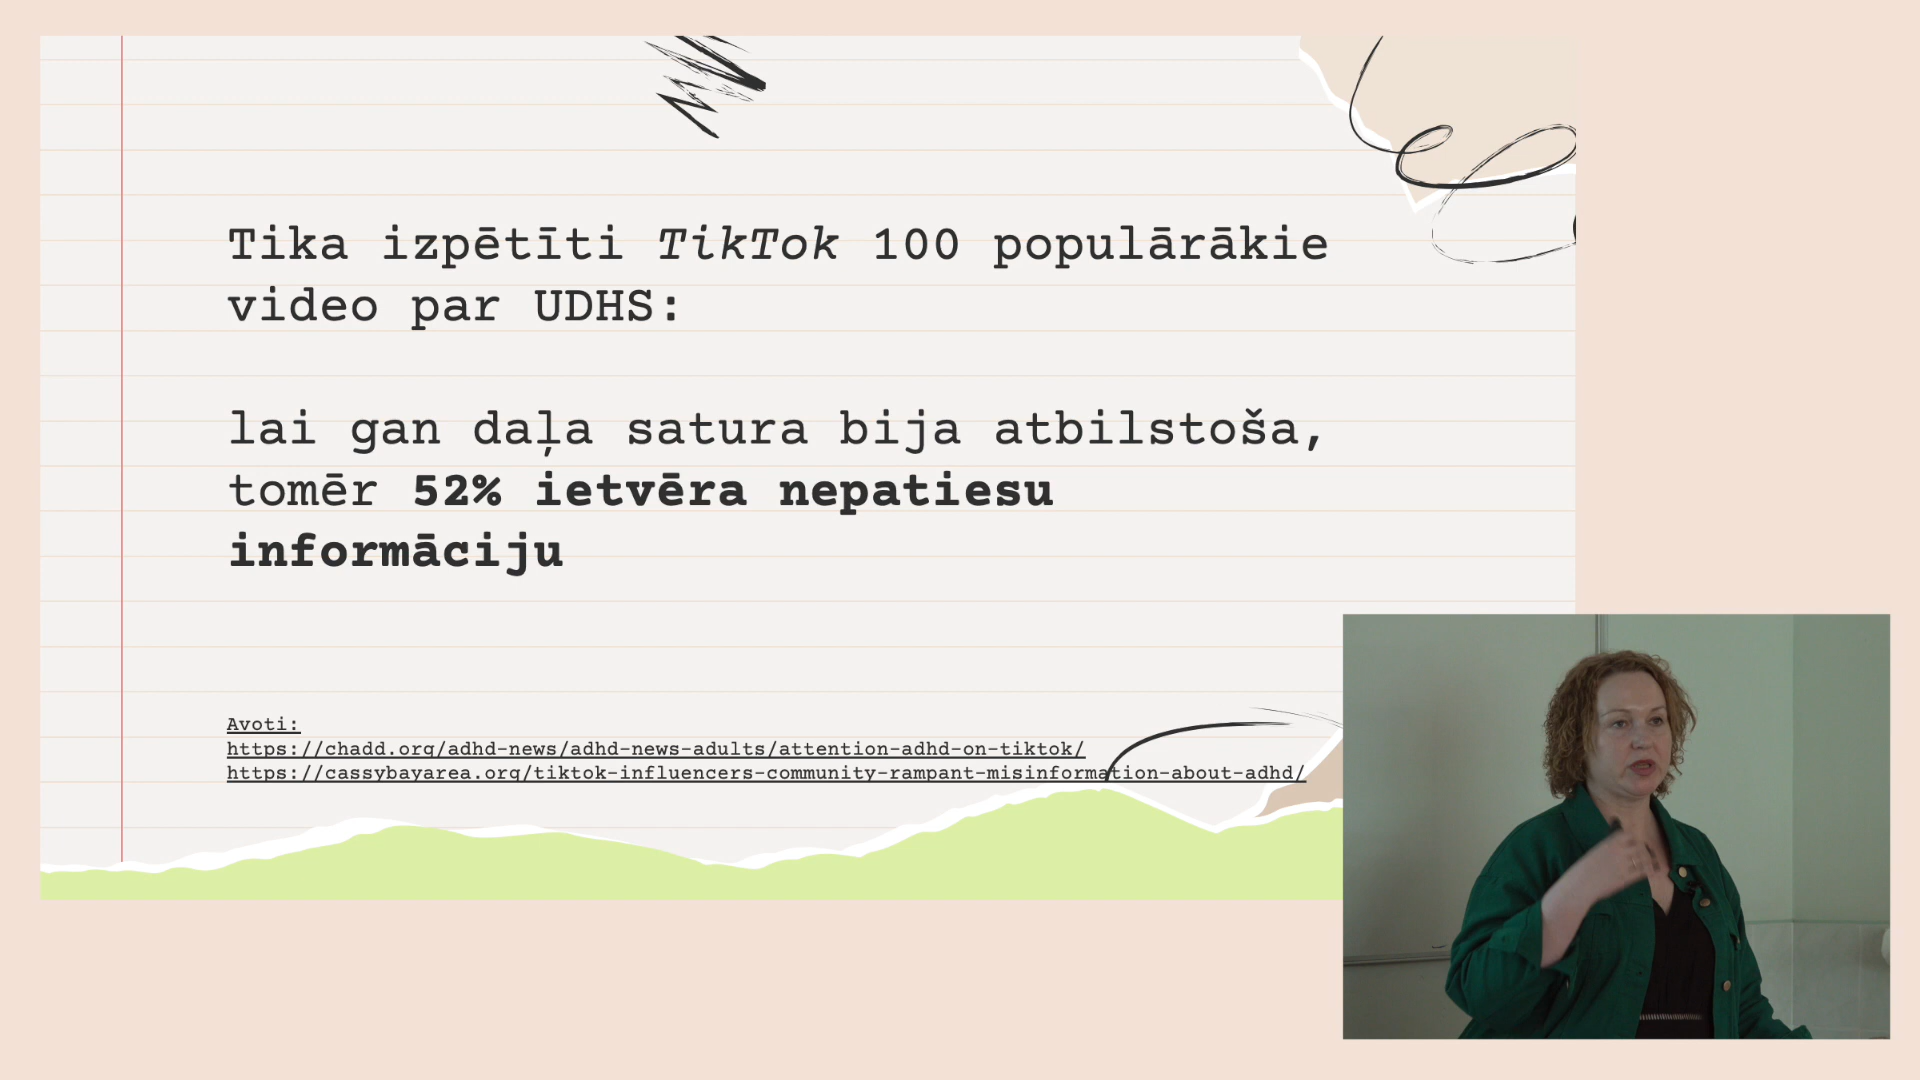 Tika izpētīti TikTok 100 populārākie
video par UDHS:
lai gan daļa satura bija atbilstoša,
tomēr 52% ietvēra nepatiesu
informāciju
Avoti:
https://chadd.org/adhd-news/adhd-news-adults/attention-adhd-on-tiktok/
https://cassybayarea.org/tiktok-influencers-community-rampant-misinformation-about-adhd/